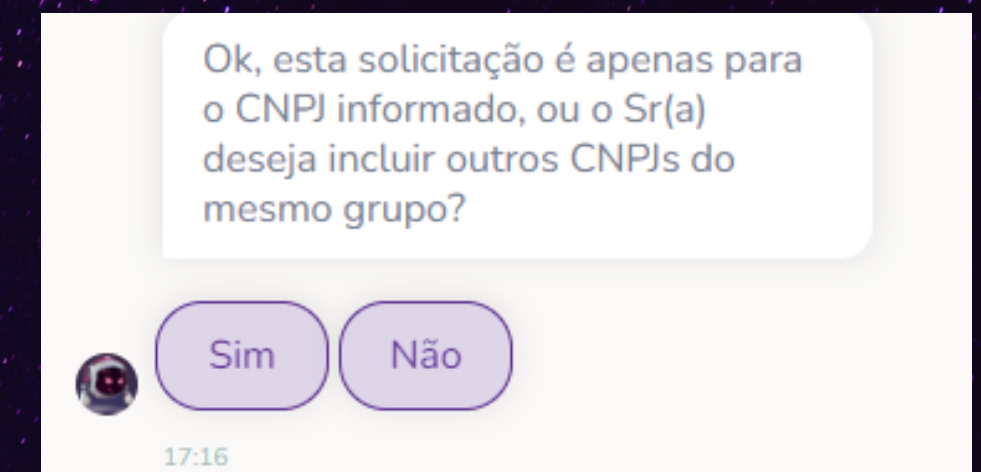 Ok, esta solicitação é apenas para
o CNPJ informado, ou o Sr(a)
deseja incluir outros CNPJs do
mesmo grupo?
Sim
Não
17:16